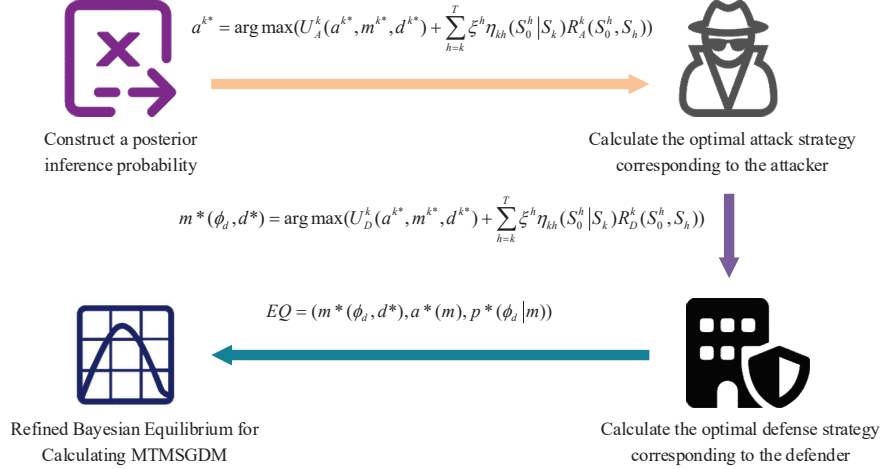 a^{k*} = arg max(U_A^k(a^{k*}, m^{k*}, d^{k*}) + \sum_{h=k}^{T} ξ^h η_{kh}(S_0^h|S_k)R_A^k(S_0^h, S_h))
Construct a posterior
inference probability
Calculate the optimal attack strategy
corresponding to the attacker
m*(ϕ_d, d*) = arg max(U_D^k(a^{k*}, m^{k*}, d^{k*}) + \sum_{h=k}^{T} ξ^h η_{kh}(S_0^h|S_k)R_D^k(S_0^h, S_h))
EQ = (m*(ϕ_d, d*), a*(m), p*(ϕ_d|m))
Refined Bayesian Equilibrium for
Calculating MTMSGDM
Calculate the optimal defense strategy
corresponding to the defender